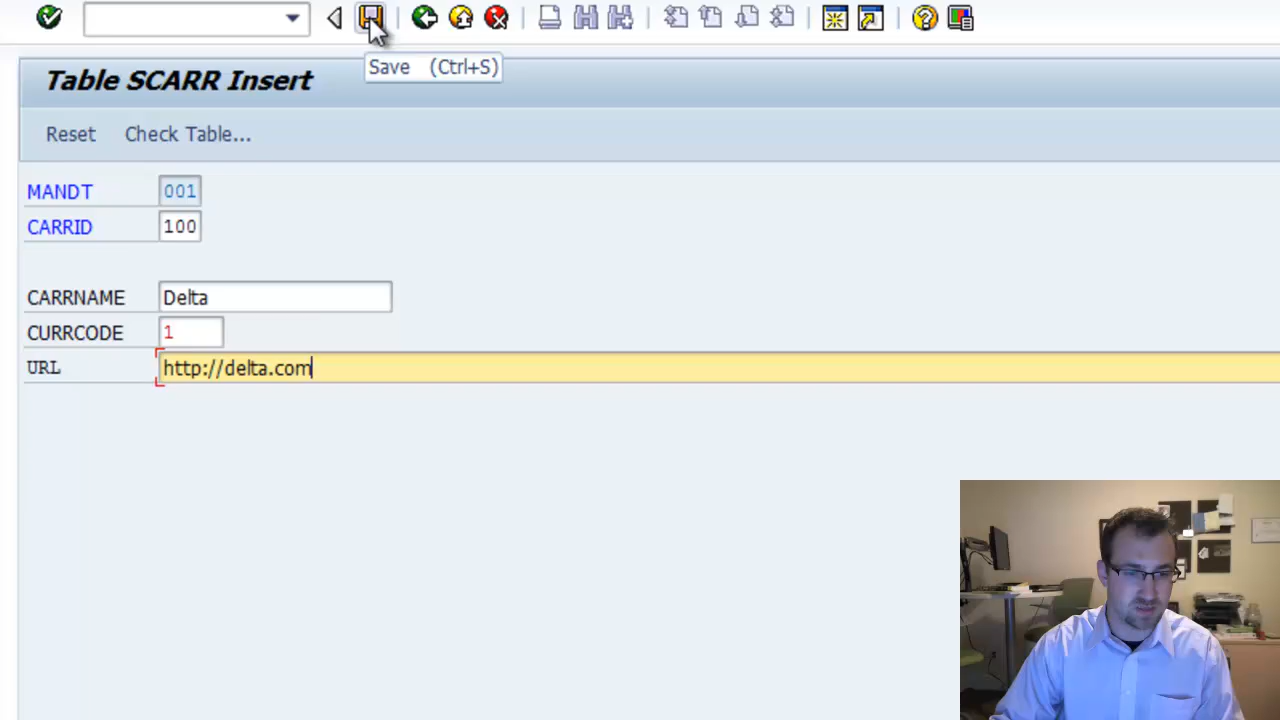 Save (Ctrl+S)
Table SCARR Insert
Reset Check Table...
MANDT 001
CARRID 100
CARRNAME Delta
CURRCODE 1
URL http://delta.com